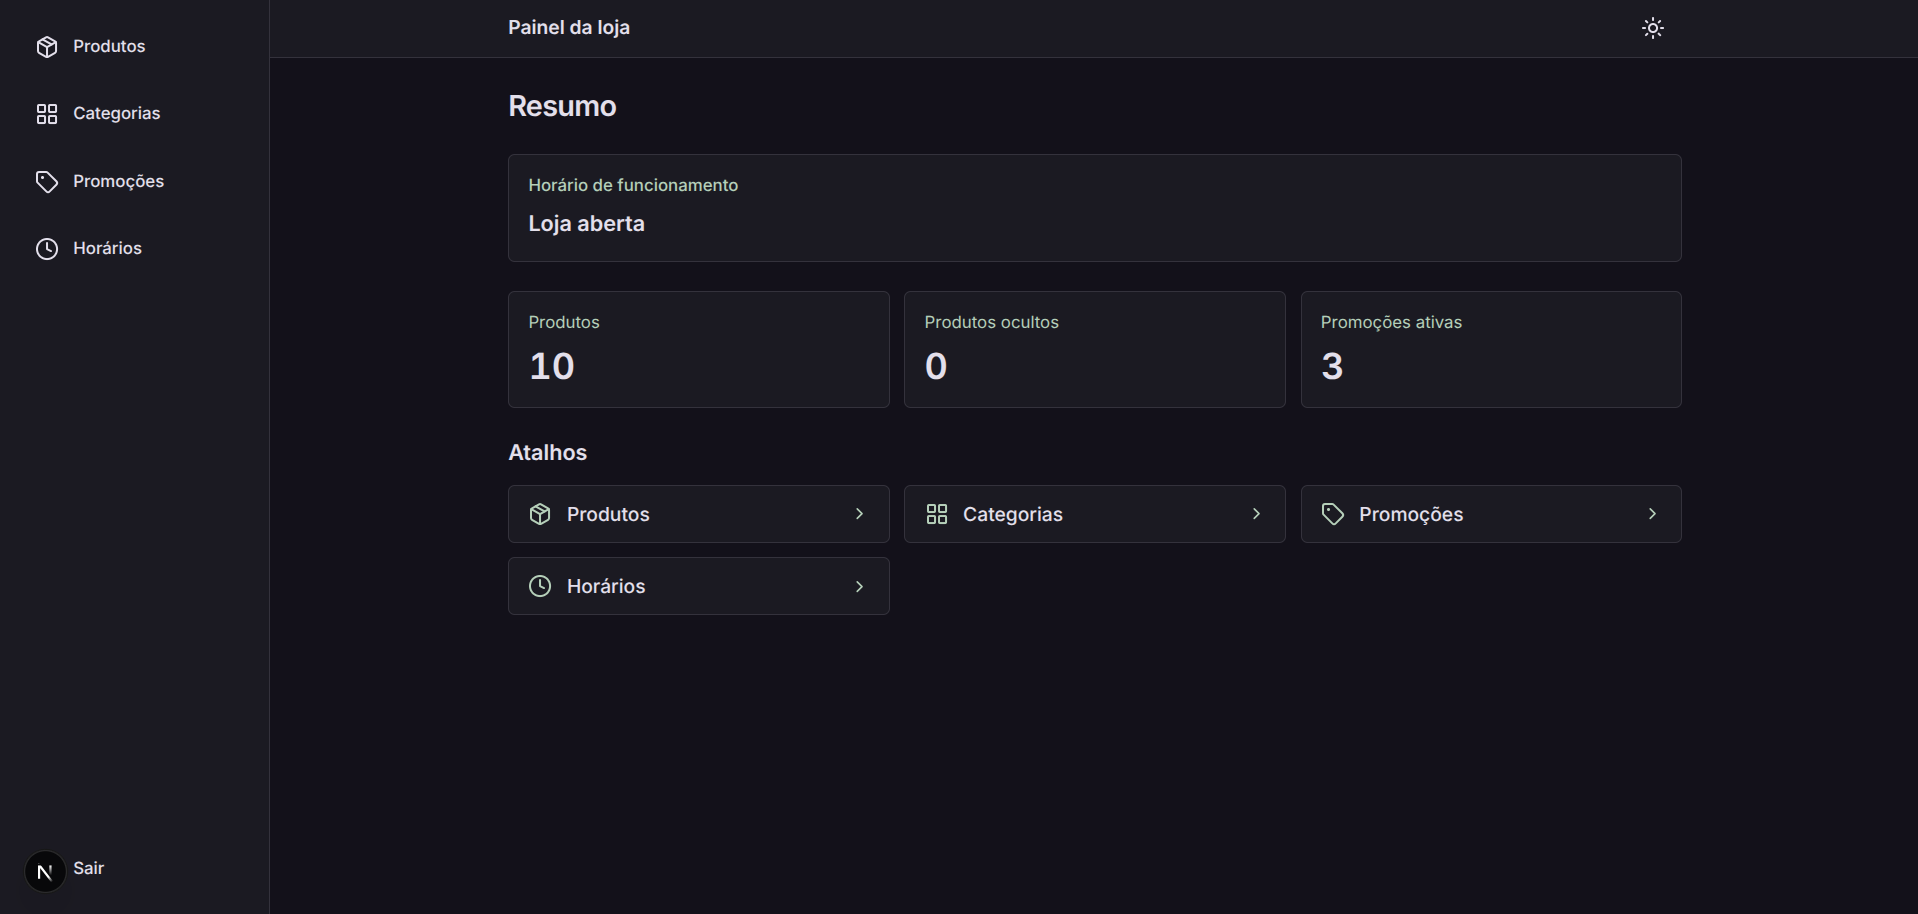 Produtos
Categorias
Promoções
Horários
Sair
Painel da loja
Resumo
Horário de funcionamento
Loja aberta
Produtos
10
Produtos ocultos
0
Promoções ativas
3
Atalhos
Produtos
Categorias
Promoções
Horários
N